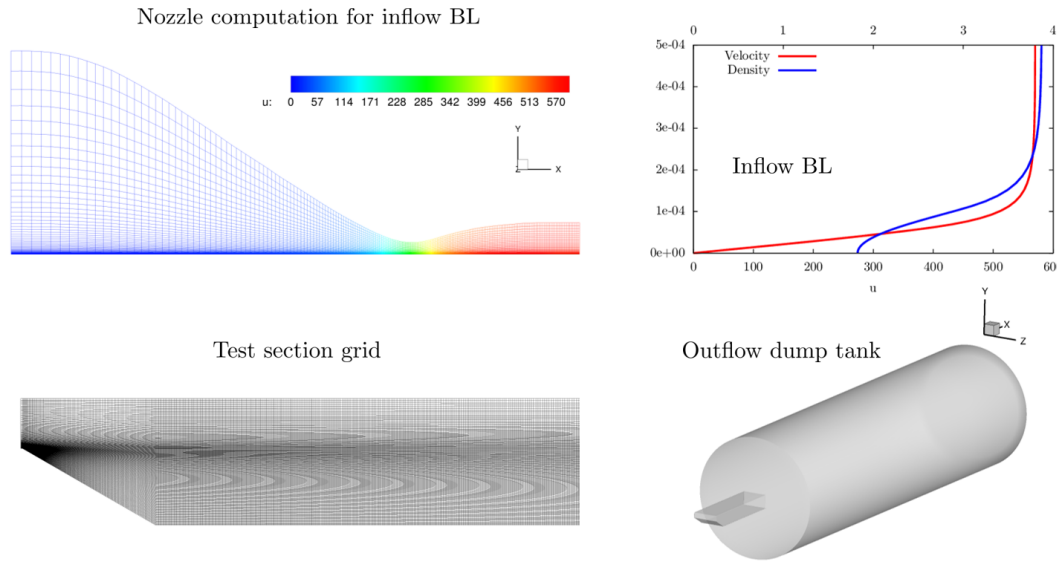 Nozzle computation for inflow BL
u: 0 57 114 171 228 285 342 399 456 513 570
Y
Z X
0 1 2 3 4
5e-04
Velocity
Density
4e-04
3e-04
2e-04
Inflow BL
1e-04
0e+00
0 100 200 300 400 500 60
u
Test section grid
Outflow dump tank
Y
X
Z